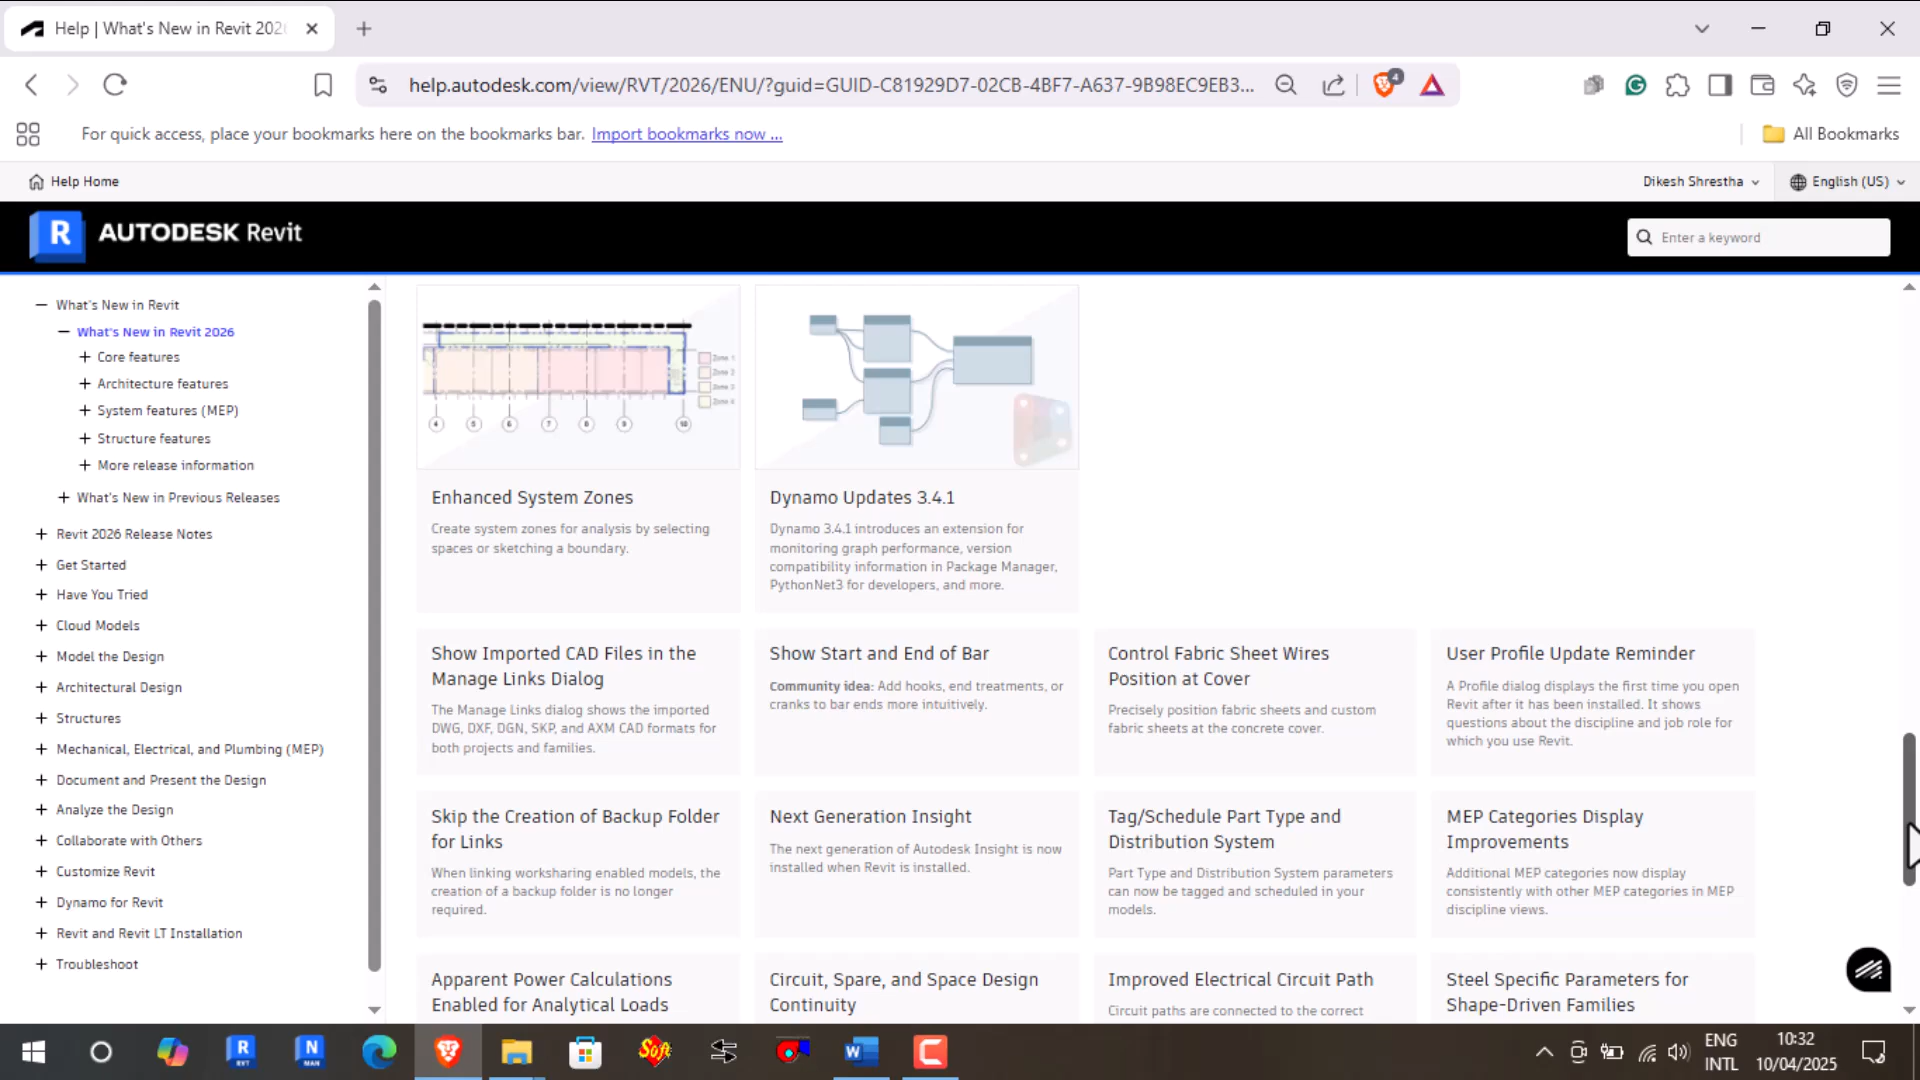 Help | What's New in Revit 202
help.autodesk.com/view/RVT/2026/ENU/?guid=GUID-C81929D7-02CB-4BF7-A637-9B98EC9EB3...
4
For quick access, place your bookmarks here on the bookmarks bar. Import bookmarks now ...
All Bookmarks
Help Home
Dikesh Shrestha
English (US)
R
AUTODESK Revit
Enter a keyword
What's New in Revit
What's New in Revit 2026
Core features
Architecture features
System features (MEP)
Structure features
More release information
What's New in Previous Releases
Revit 2026 Release Notes
Get Started
Have You Tried
Cloud Models
Model the Design
Architectural Design
Structures
Mechanical, Electrical, and Plumbing (MEP)
Document and Present the Design
Analyze the Design
Collaborate with Others
Customize Revit
Dynamo for Revit
Revit and Revit LT Installation
Troubleshoot
Zone 1
Zone 2
Zone 3
Zone 4
4 5 6 7 8 9 10
Enhanced System Zones
Create system zones for analysis by selecting
spaces or sketching a boundary.
Dynamo Updates 3.4.1
Dynamo 3.4.1 introduces an extension for
monitoring graph performance, version
compatibility information in Package Manager,
PythonNet3 for developers, and more.
Show Imported CAD Files in the
Manage Links Dialog
The Manage Links dialog shows the imported
DWG, DXF, DGN, SKP, and AXM CAD formats for
both projects and families.
Show Start and End of Bar
Community idea: Add hooks, end treatments, or
cranks to bar ends more intuitively.
Control Fabric Sheet Wires
Position at Cover
Precisely position fabric sheets and custom
fabric sheets at the concrete cover.
User Profile Update Reminder
A Profile dialog displays the first time you open
Revit after it has been installed. It shows
questions about the discipline and job role for
which you use Revit.
Skip the Creation of Backup Folder
for Links
When linking worksharing enabled models, the
creation of a backup folder is no longer
required.
Next Generation Insight
The next generation of Autodesk Insight is now
installed when Revit is installed.
Tag/Schedule Part Type and
Distribution System
Part Type and Distribution System parameters
can now be tagged and scheduled in your
models.
MEP Categories Display
Improvements
Additional MEP categories now display
consistently with other MEP categories in MEP
discipline views.
Apparent Power Calculations
Enabled for Analytical Loads
Circuit, Spare, and Space Design
Continuity
Improved Electrical Circuit Path
Circuit paths are connected to the correct
Steel Specific Parameters for
Shape-Driven Families
R
RVT
N
MAN
Soft
W
ENG
INTL
10:32
10/04/2025